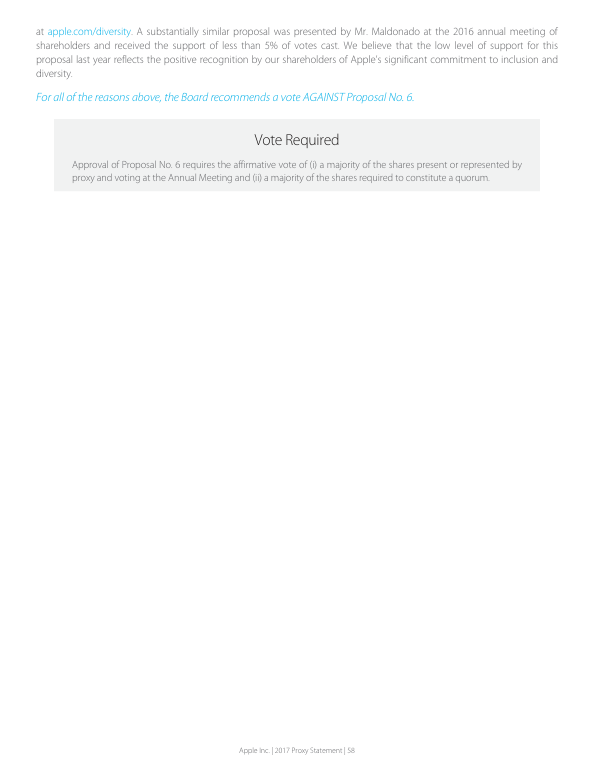 at apple.com/diversity. A substantially similar proposal was presented by Mr. Maldonado at the 2016 annual meeting of
shareholders and received the support of less than 5% of votes cast. We believe that the low level of support for this
proposal last year reflects the positive recognition by our shareholders of Apple's significant commitment to inclusion and
diversity.
For all of the reasons above, the Board recommends a vote AGAINST Proposal No. 6.
Vote Required
Approval of Proposal No. 6 requires the affirmative vote of (i) a majority of the shares present or represented by
proxy and voting at the Annual Meeting and (ii) a majority of the shares required to constitute a quorum.
Apple Inc. | 2017 Proxy Statement | 58